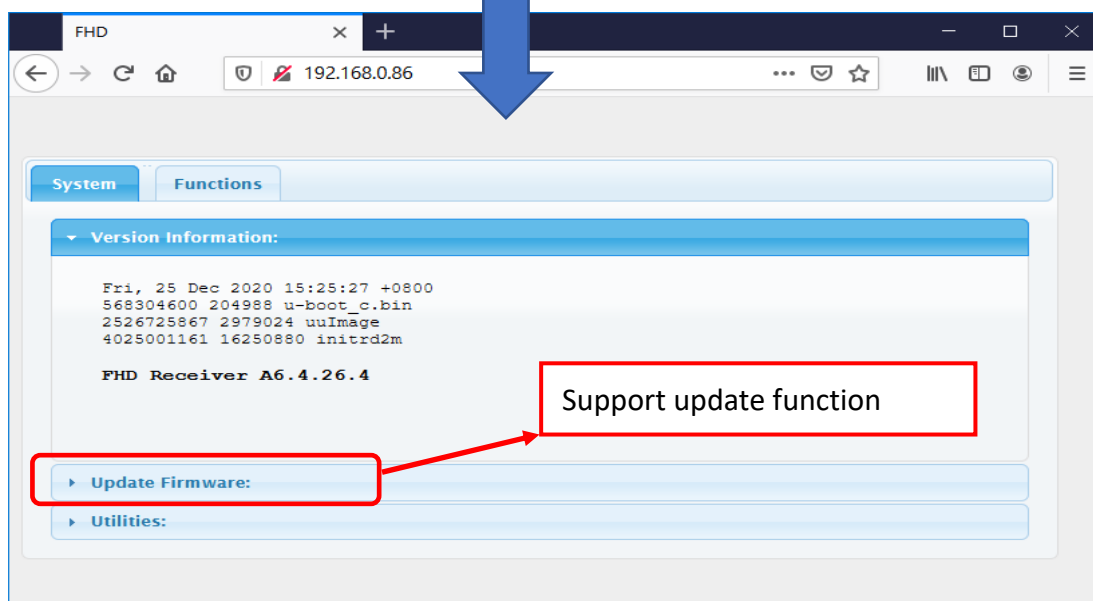 FHD
192.168.0.86
System
Functions
Version Information:
Fri, 25 Dec 2020 15:25:27 +0800
568304600 204988 u-boot_c.bin
2526725867 2979024 uuImage
4025001161 16250880 initrd2m
FHD Receiver A6.4.26.4
Support update function
Update Firmware:
Utilities: